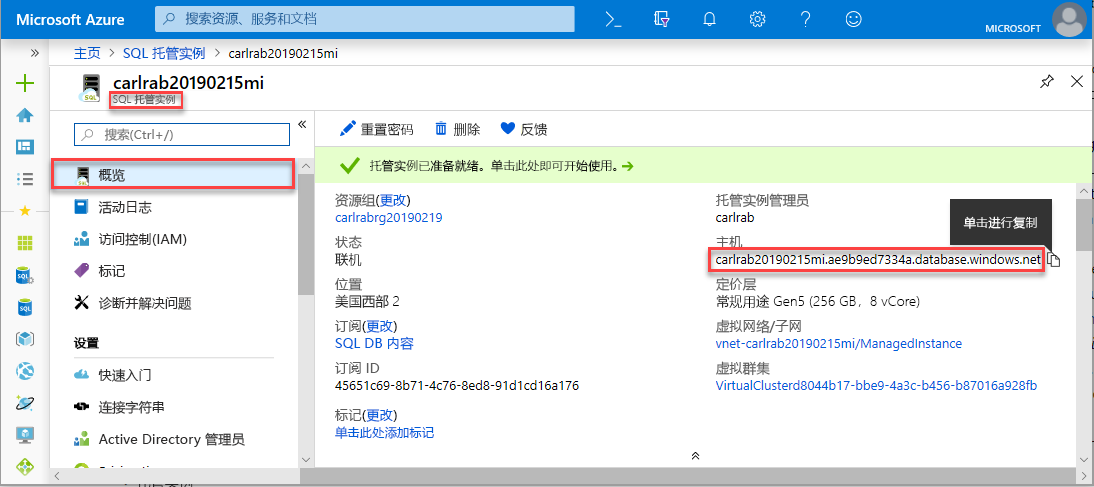 Microsoft Azure
搜索资源、服务和文档
MICROSOFT
主页 > SQL 托管实例 > carlrab20190215mi
carlrab20190215mi
SQL 托管实例
搜索(Ctrl+/)
概览
活动日志
访问控制(IAM)
标记
诊断并解决问题
设置
快速入门
连接字符串
Active Directory 管理员
重置密码 删除 反馈
托管实例已准备就绪。单击此处即可开始使用。
资源组(更改)
carlrabrg20190219
状态
联机
位置
美国西部 2
订阅(更改)
SQL DB 内容
订阅 ID
45651c69-8b71-4c76-8ed8-91d1cd16a176
标记(更改)
单击此处添加标记
托管实例管理员
carlrab
单击进行复制
主机
carlrab20190215mi.ae9b9ed7334a.database.windows.net
定价层
常规用途 Gen5 (256 GB，8 vCore)
虚拟网络/子网
vnet-carlrab20190215mi/ManagedInstance
虚拟群集
VirtualClusterd8044b17-bbe9-4a3c-b456-b87016a928fb